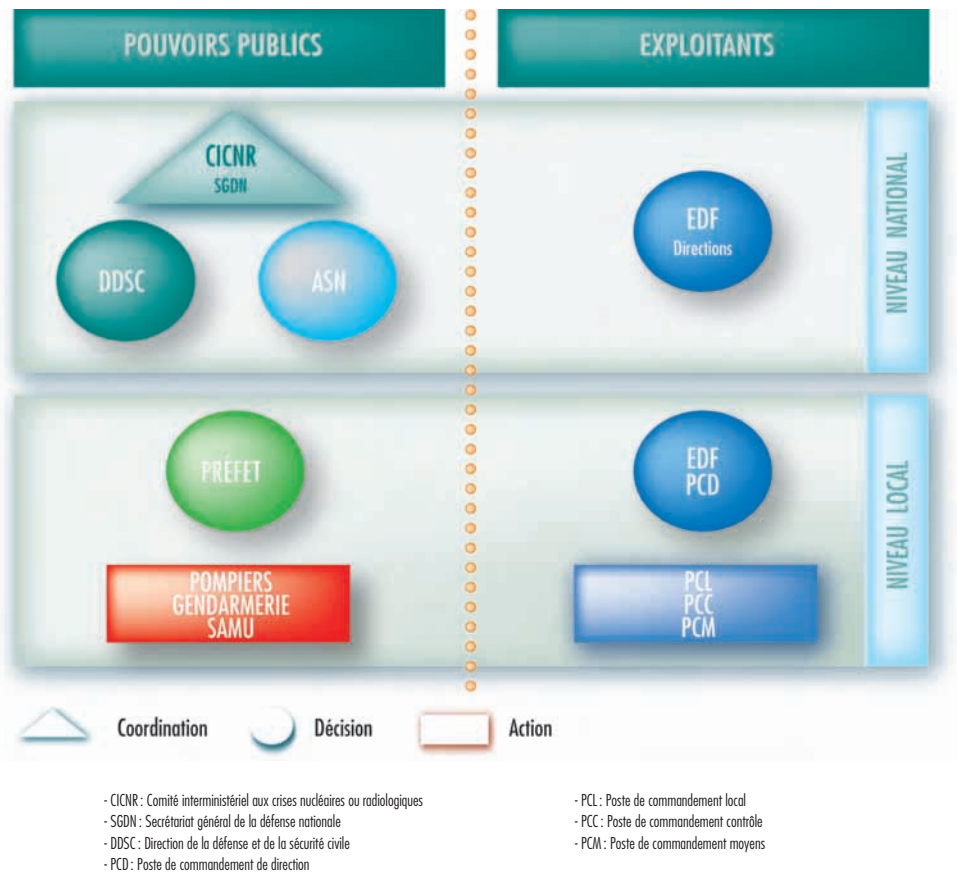 POUVOIRS PUBLICS
EXPLOITANTS
CICNR
SGDN
DDSC
ASN
EDF
Directions
NIVEAU NATIONAL
PRÉFET
POMPIERS
GENDARMERIE
SAMU
EDF
PCD
PCL
PCC
PCM
NIVEAU LOCAL
Coordination
Décision
Action
- CICNR : Comité interministériel aux crises nucléaires ou radiologiques
- SGDN : Secrétariat général de la défense nationale
- DDSC : Direction de la défense et de la sécurité civile
- PCD : Poste de commandement de direction
- PCL : Poste de commandement local
- PCC : Poste de commandement contrôle
- PCM : Poste de commandement moyens